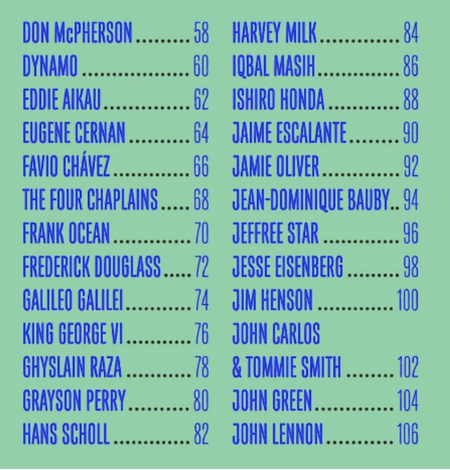 DON McPHERSON..........58
DYNAMO....................60
EDDIE AIKAU................62
EUGENE CERNAN...........64
FAVIO CHÁVEZ..............66
THE FOUR CHAPLAINS.....68
FRANK OCEAN..............70
FREDERICK DOUGLASS.....72
GALILEO GALILEI............74
KING GEORGE VI............76
GHYSLAIN RAZA............78
GRAYSON PERRY...........80
HANS SCHOLL..............82
HARVEY MILK..............84
IQBAL MASIH...............86
ISHIRO HONDA.............88
JAIME ESCALANTE..........90
JAMIE OLIVER..............92
JEAN-DOMINIQUE BAUBY..94
JEFFREE STAR..............96
JESSE EISENBERG..........98
JIM HENSON..............100
JOHN CARLOS
& TOMMIE SMITH.........102
JOHN GREEN...............104
JOHN LENNON.............106